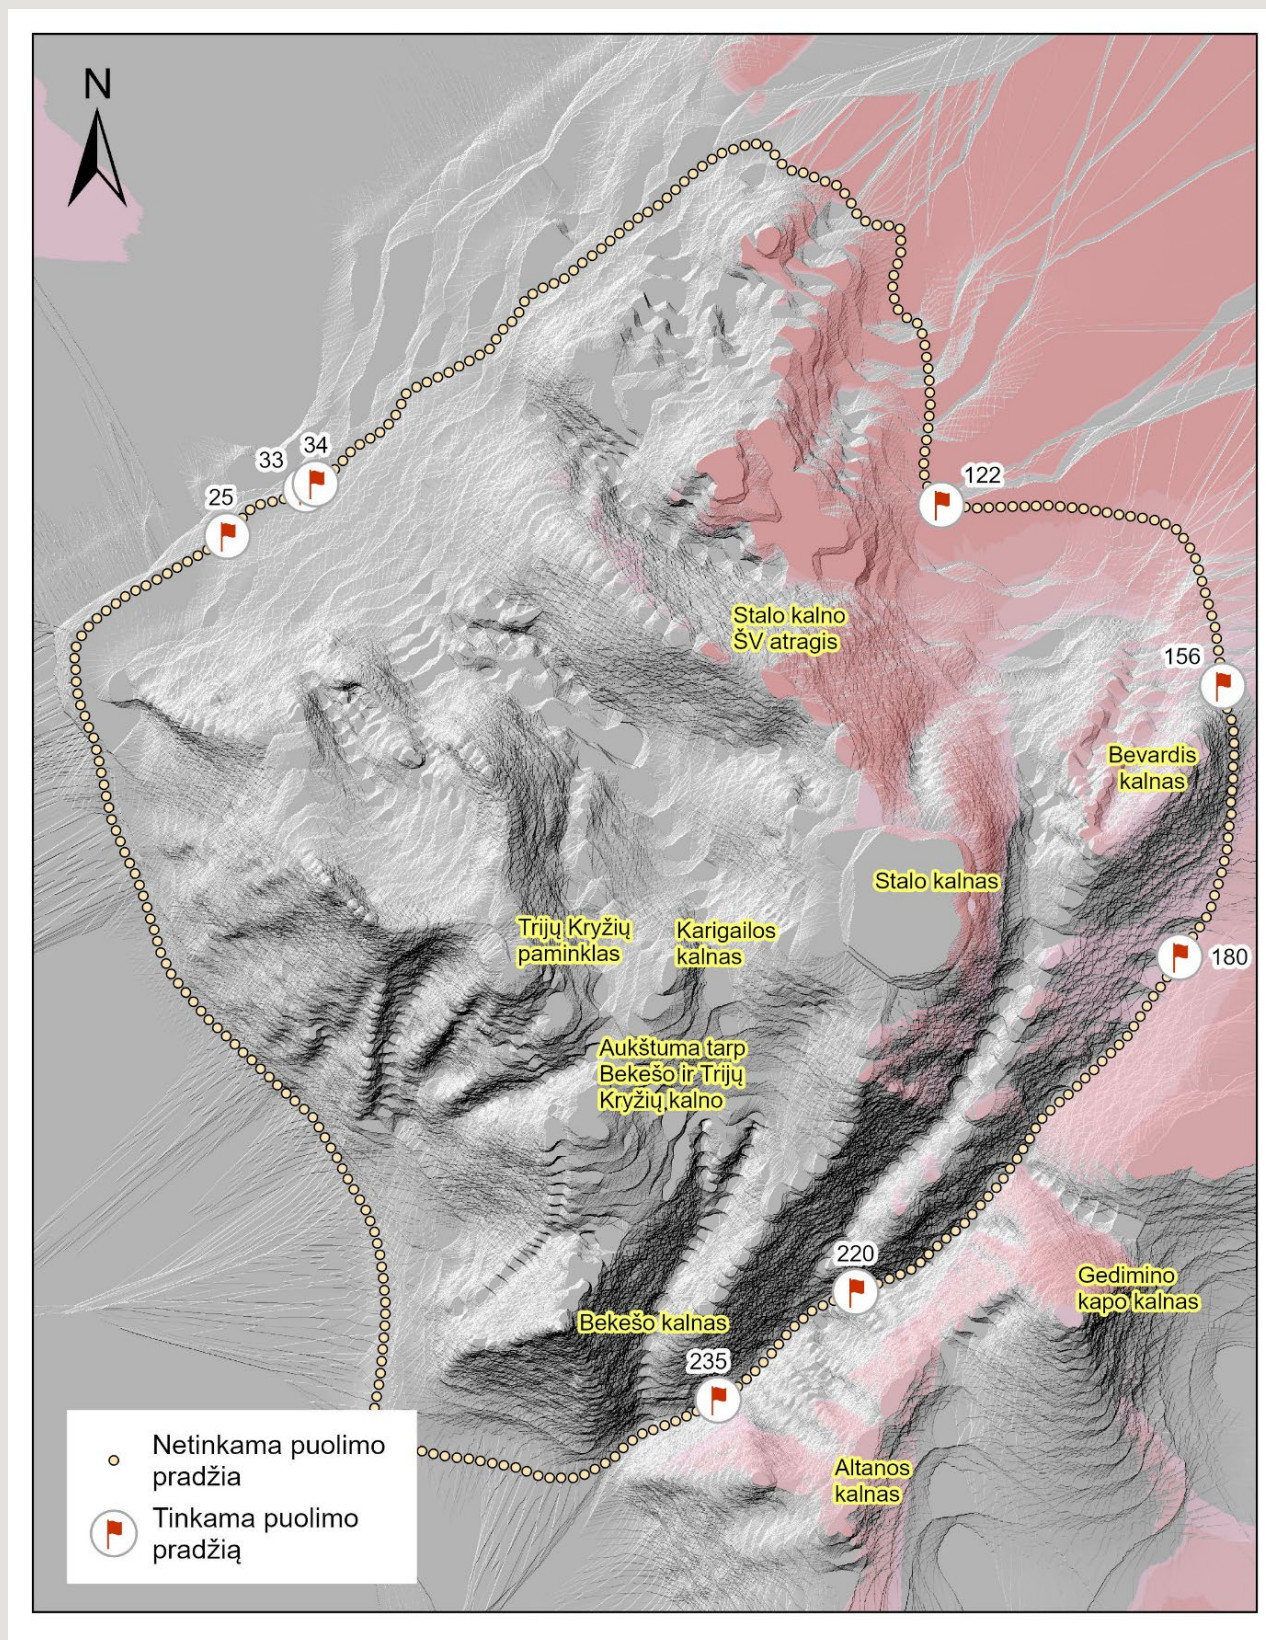 N
34
33
25
122
Stalo kalno
ŠV atragis
156
Bevardis
kalnas
Stalo kalnas
Trijų Kryžių
paminklas
Karigailos
kalnas
180
Aukštuma tarp
Bekešo ir Trijų
Kryžių kalno
220
Gedimino
kapo kalnas
Bekešo kalnas
235
Altanos
kalnas
Netinkama puolimo
pradžia
Tinkama puolimo
pradžią